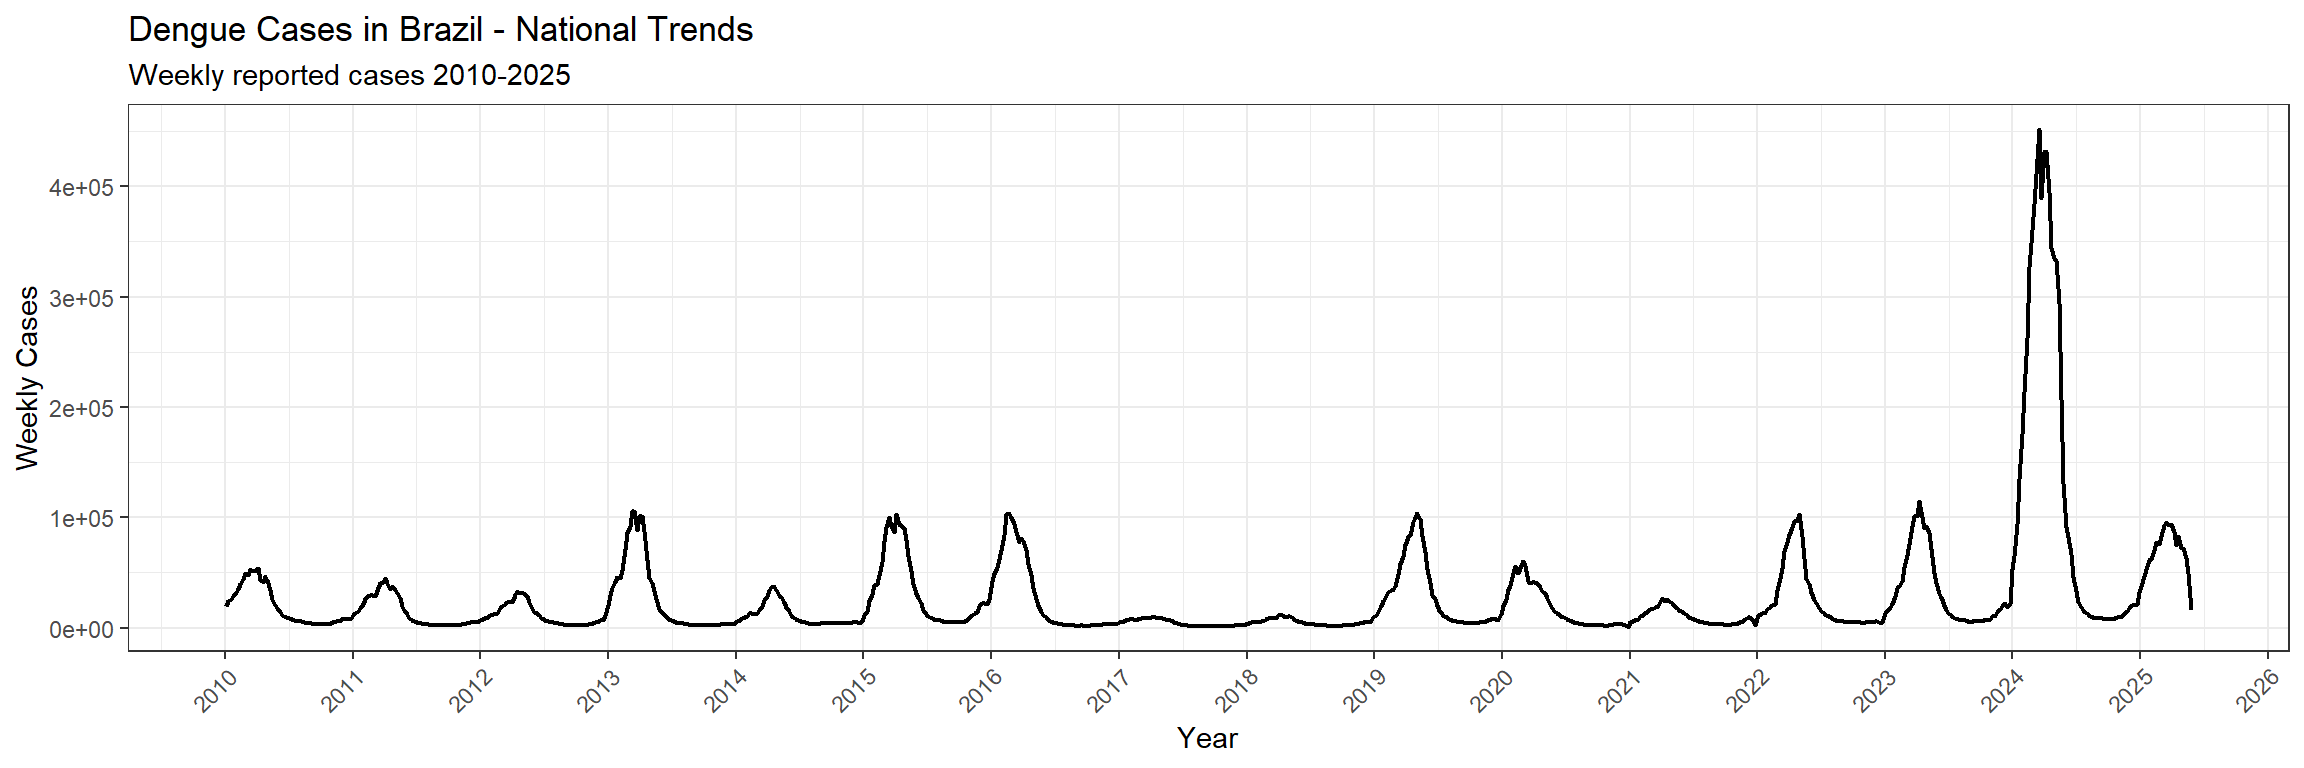 Dengue Cases in Brazil - National Trends
Weekly reported cases 2010-2025
Weekly Cases
4e+05
3e+05
2e+05
1e+05
0e+00
2010
2011
2012
2013
2014
2015
2016
2017
2018
2019
2020
2021
2022
2023
2024
2025
2026
Year